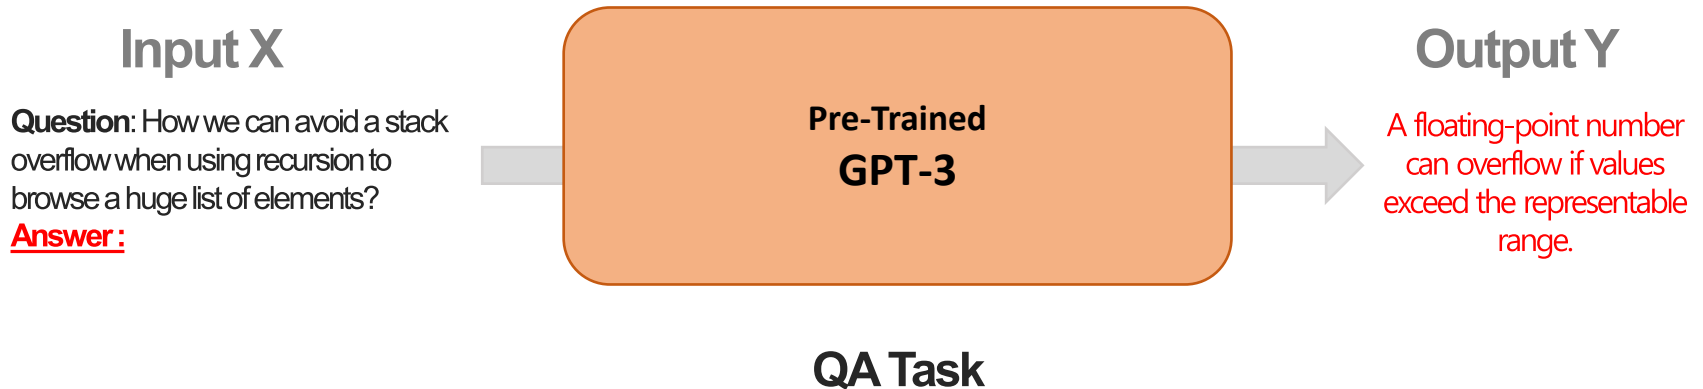 Input X
Question: How we can avoid a stack
overflow when using recursion to
browse a huge list of elements?
Answer :
Pre-Trained
GPT-3
Output Y
A floating-point number
can overflow if values
exceed the representable
range.
QA Task